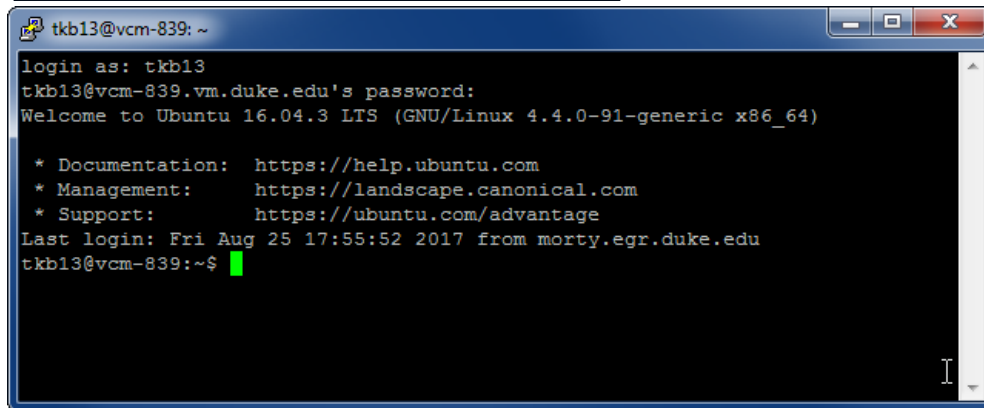 tkb13@vcm-839: ~
login as: tkb13
tkb13@vcm-839.vm.duke.edu's password:
Welcome to Ubuntu 16.04.3 LTS (GNU/Linux 4.4.0-91-generic x86_64)
* Documentation:  https://help.ubuntu.com
* Management:     https://landscape.canonical.com
* Support:        https://ubuntu.com/advantage
Last login: Fri Aug 25 17:55:52 2017 from morty.egr.duke.edu
tkb13@vcm-839:~$